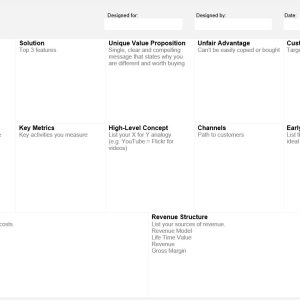 Designed for:
Designed by:
Date
Solution
Top 3 features
Unique Value Proposition
Single, clear and compelling
message that states why you
are different and worth buying
Unfair Advantage
Can't be easily copied or bought
Cust
Targe
Key Metrics
Key activities you measure
High-Level Concept
List your X for Y analogy
(e.g. YouTube = Flickr for
videos)
Channels
Path to customers
Early
List t
ideal
costs
Revenue Structure
List your sources of revenue.
Revenue Model
Life Time Value
Revenue
Gross Margin